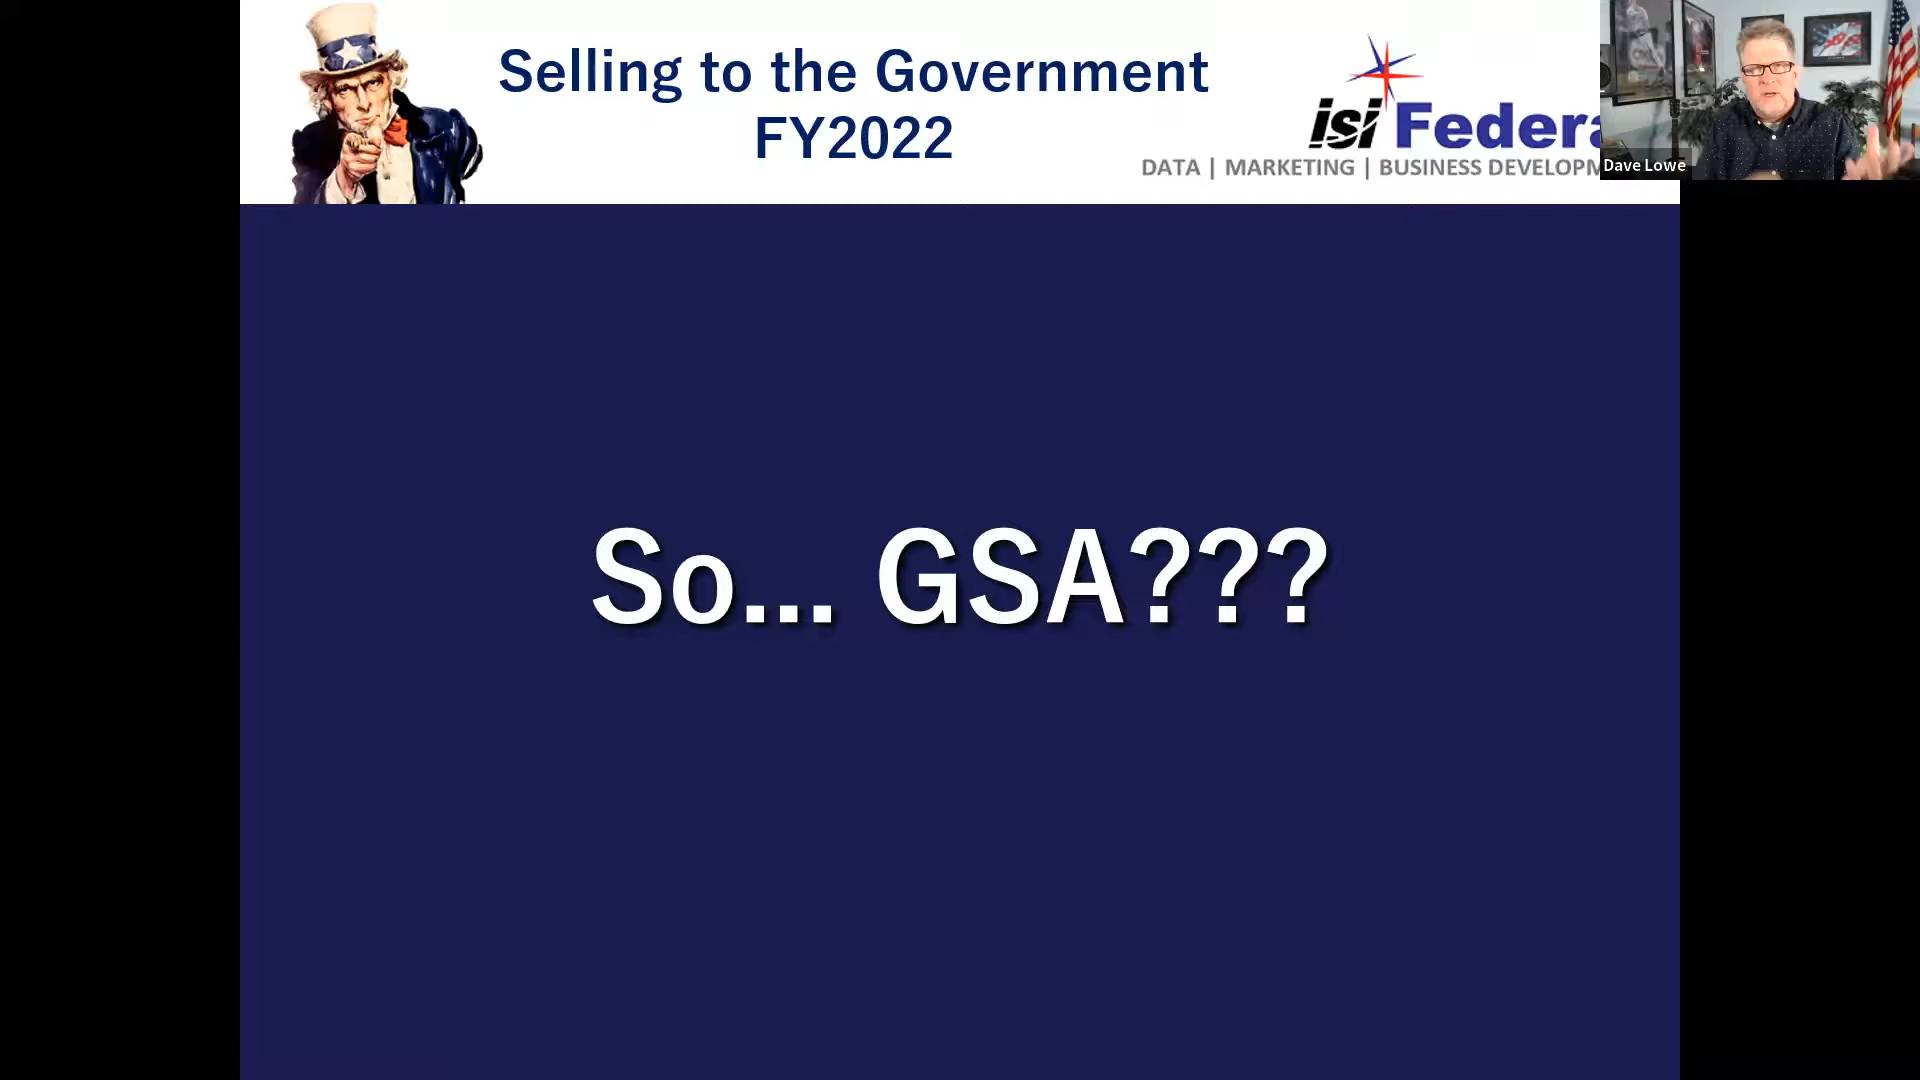 Selling to the Government
FY2022
isi Federa
DATA | MARKETING | BUSINESS DEVELOPM
Dave Lowe
So... GSA???